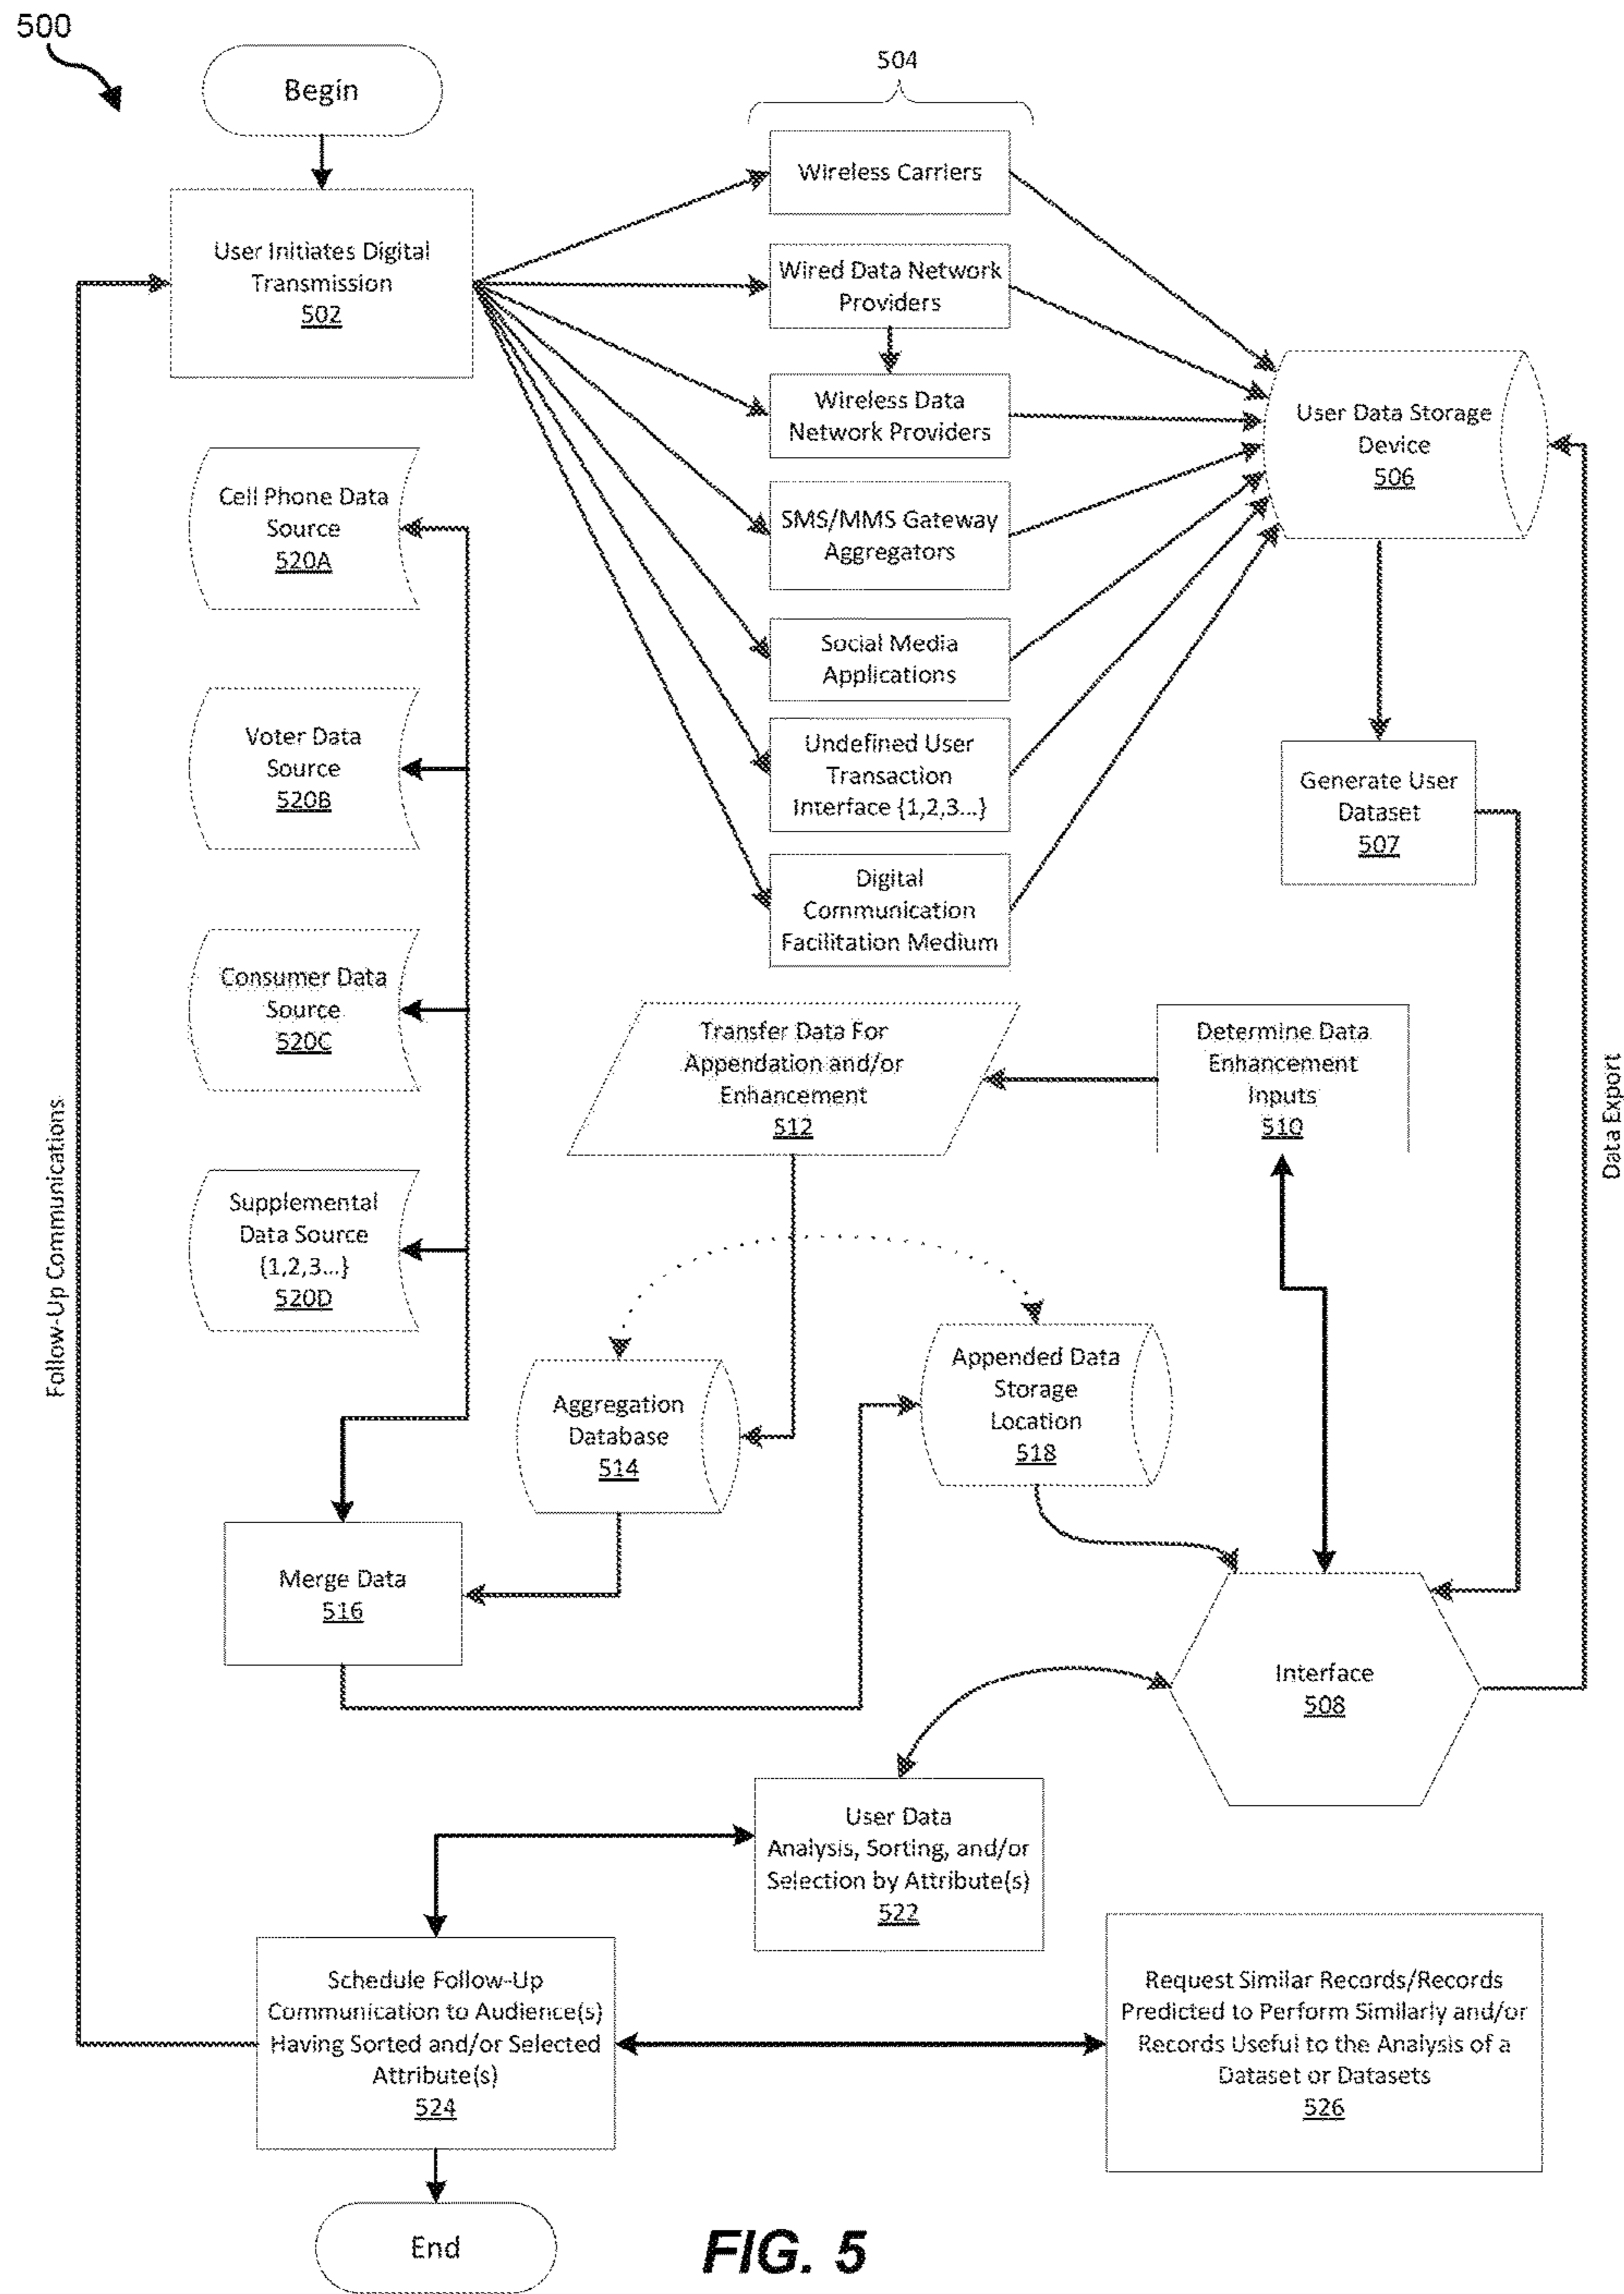 500
Begin
504
User Initiates Digital
Transmission
502
Wireless Carriers
Wired Data Network
Providers
Wireless Data
Network Providers
SMS/MMS Gateway
Aggregators
Social Media
Applications
Undefined User
Transaction
Interface {1,2,3...}
Digital
Communication
Facilitation Medium
User Data Storage
Device
506
Generate User
Dataset
507
Cell Phone Data
Source
520A
Voter Data
Source
520B
Consumer Data
Source
520C
Supplemental
Data Source
{1,2,3...}
520D
Transfer Data For
Appendation and/or
Enhancement
512
Determine Data
Enhancement
Inputs
510
Data Export
Follow-Up Communications
Aggregation
Database
514
Appended Data
Storage
Location
518
Merge Data
516
Interface
508
User Data
Analysis, Sorting, and/or
Selection by Attribute(s)
522
Schedule Follow-Up
Communication to Audience(s)
Having Sorted and/or Selected
Attribute(s)
524
Request Similar Records/Records
Predicted to Perform Similarly and/or
Records Useful to the Analysis of a
Dataset or Datasets
526
End
FIG. 5